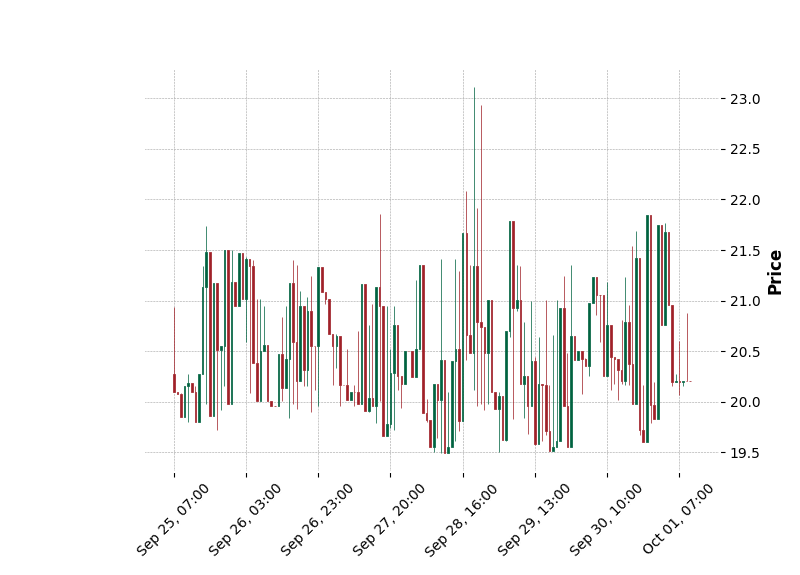 23.0
22.5
22.0
21.5
21.0
20.5
20.0
19.5
Price
Sep 25, 07:00
Sep 26, 03:00
Sep 26, 23:00
Sep 27, 20:00
Sep 28, 16:00
Sep 29, 13:00
Sep 30, 10:00
Oct 01, 07:00